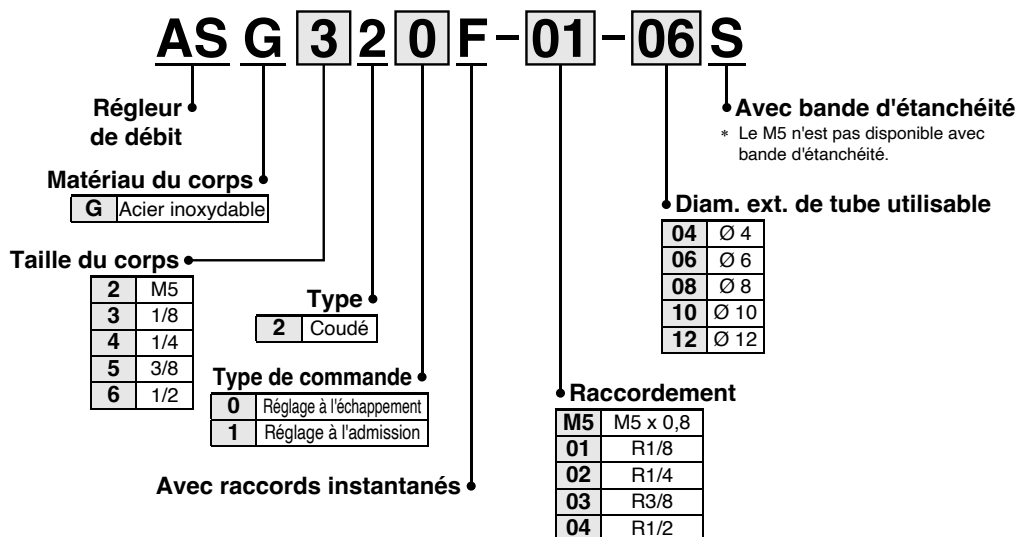 AS G 3 2 0 F-01-06 S
Régleur
de débit
Avec bande d'étanchéité
* Le M5 n'est pas disponible avec
bande d'étanchéité.
Matériau du corps
G Acier inoxydable
Diam. ext. de tube utilisable
04 Ø 4
06 Ø 6
08 Ø 8
10 Ø 10
12 Ø 12
Taille du corps
2 M5
3 1/8
4 1/4
5 3/8
6 1/2
Type
2 Coudé
Type de commande
0 Réglage à l'échappement
1 Réglage à l'admission
Raccordement
M5 M5 x 0,8
01 R1/8
02 R1/4
03 R3/8
04 R1/2
Avec raccords instantanés